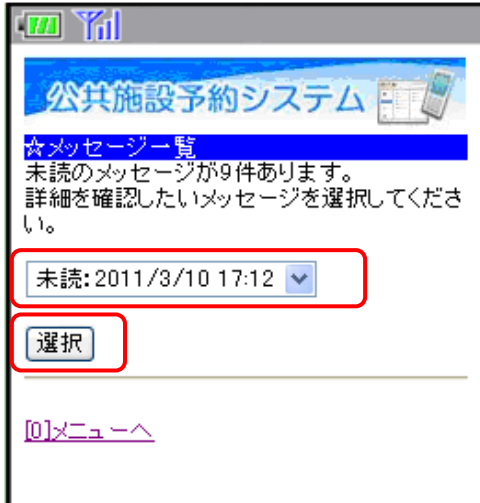 公共施設予約システム
☆メッセージ一覧
未読のメッセージが9件あります。
詳細を確認したいメッセージを選択してくださ
い。
未読:2011/3/10 17:12
選択
[0]メニューへ